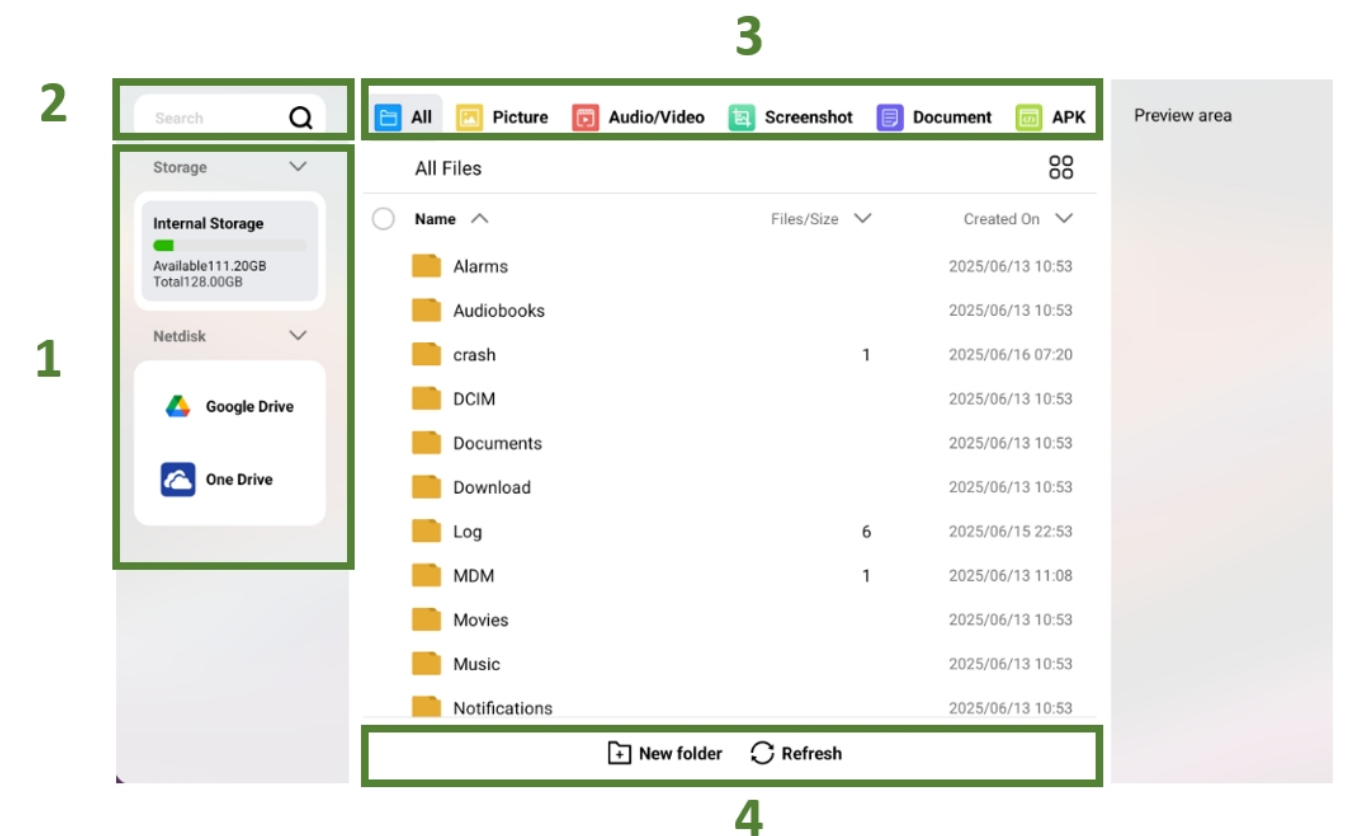 3
2
Search
All Picture Audio/Video Screenshot Document APK
Preview area
1
Storage
Internal Storage
Available111.20GB
Total128.00GB
Netdisk
Google Drive
One Drive
All Files
Name Files/Size Created On
Alarms 2025/06/13 10:53
Audiobooks 2025/06/13 10:53
crash 1 2025/06/16 07:20
DCIM 2025/06/13 10:53
Documents 2025/06/13 10:53
Download 2025/06/13 10:53
Log 6 2025/06/15 22:53
MDM 1 2025/06/13 11:08
Movies 2025/06/13 10:53
Music 2025/06/13 10:53
Notifications 2025/06/13 10:53
New folder Refresh
4